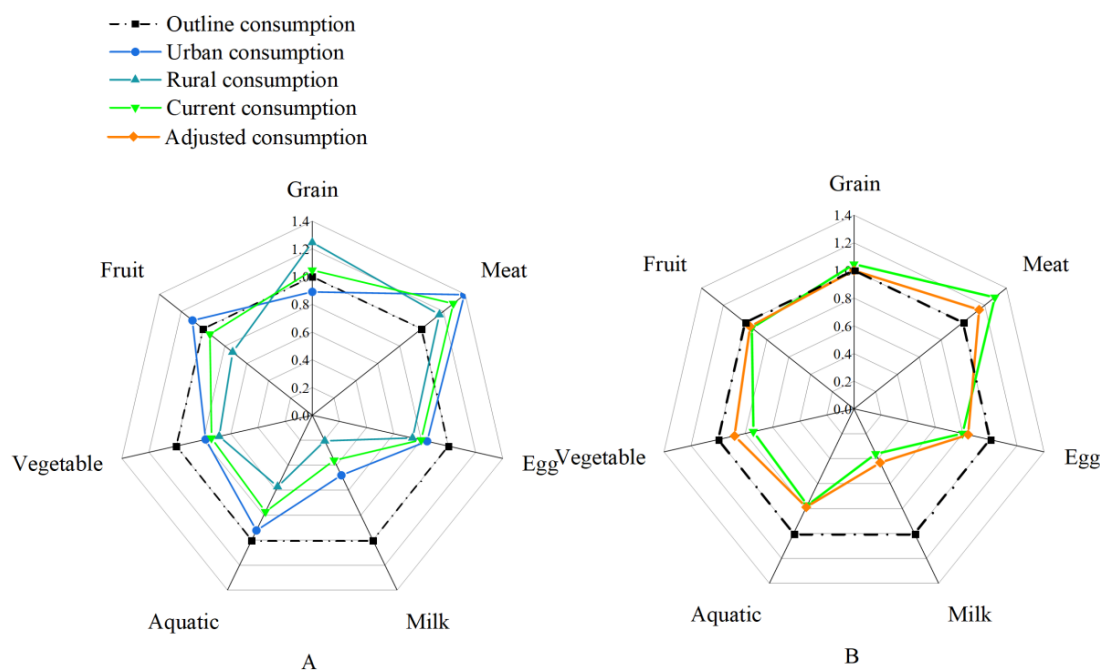 Outline consumption
Urban consumption
Rural consumption
Current consumption
Adjusted consumption
Grain
1.4
1.2
1.0
0.8
0.6
0.4
0.2
0.0
Fruit
Meat
Vegetable
Egg
Aquatic
Milk
A
Grain
1.4
1.2
1.0
0.8
0.6
0.4
0.2
0.0
Fruit
Meat
Vegetable
Egg
Aquatic
Milk
B